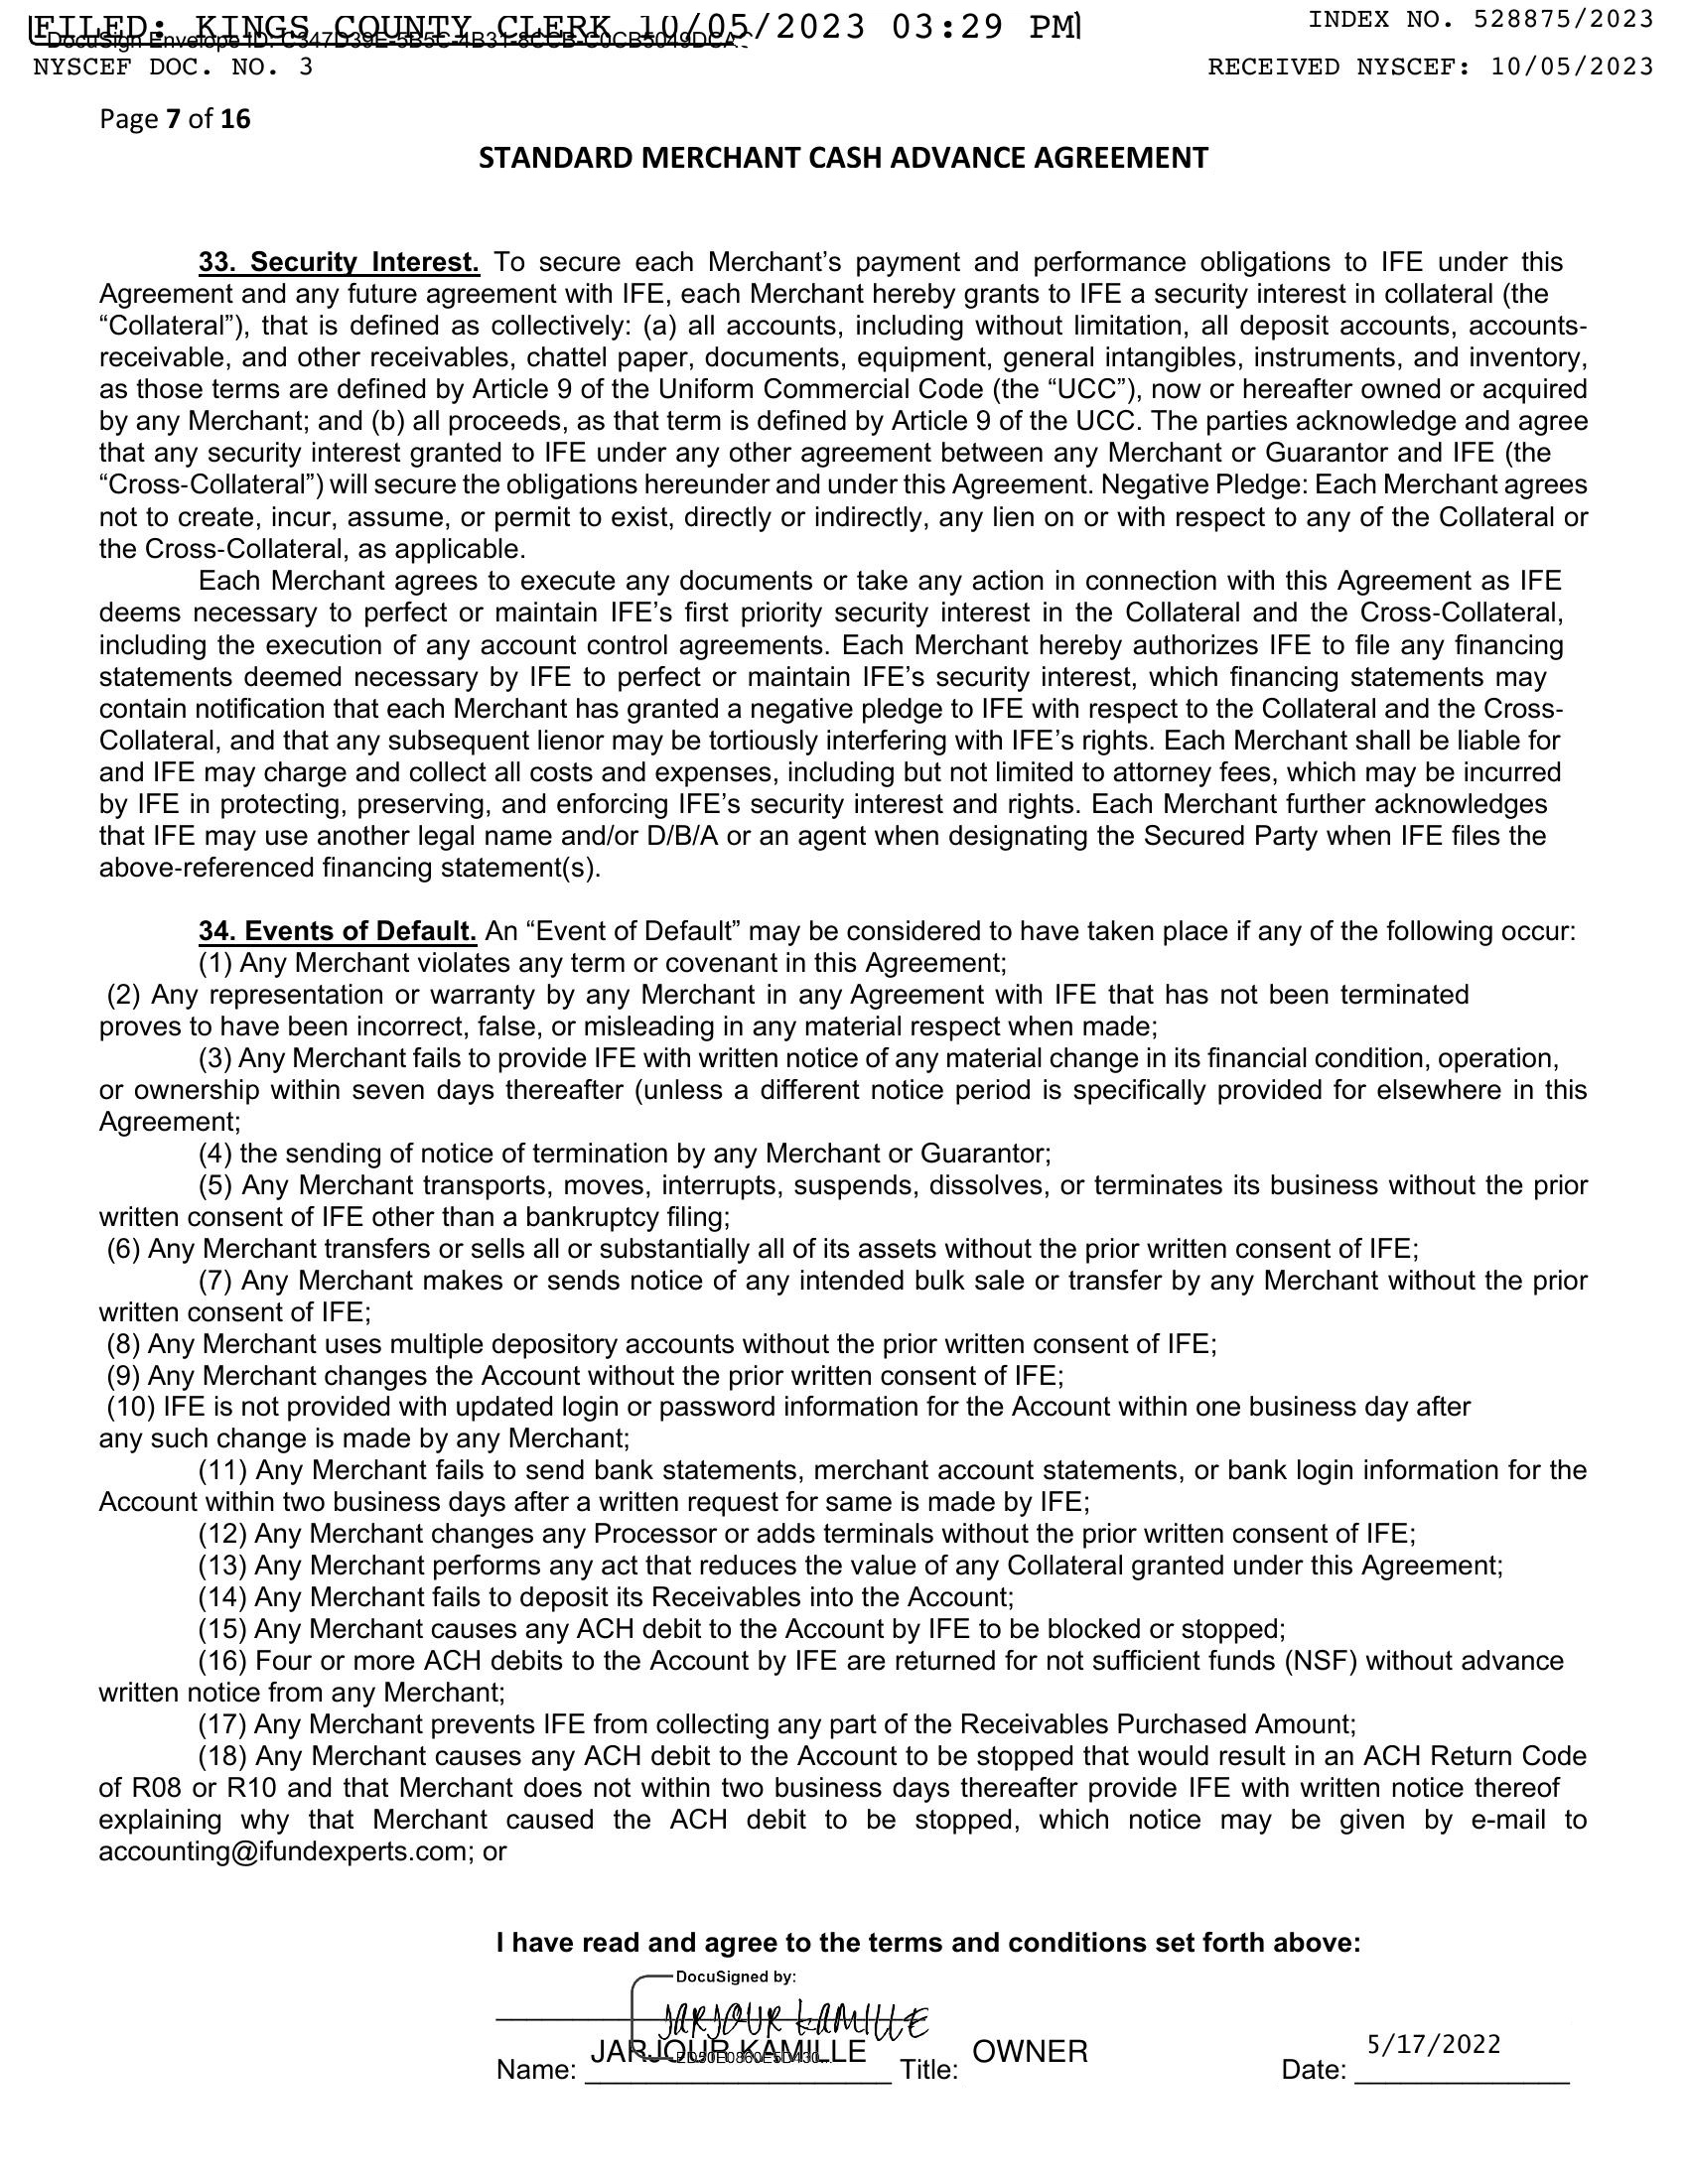 FILED: KINGS COUNTY CLERK 10/05/2023 03:29 PM
INDEX NO. 528875/2023
DocuSign Envelope ID: C347D39E-5B5C-4B31-8CCB-C0CB5049DCA
NYSCEF DOC. NO. 3
RECEIVED NYSCEF: 10/05/2023
Page 7 of 16
STANDARD MERCHANT CASH ADVANCE AGREEMENT
33. Security Interest. To secure each Merchant’s payment and performance obligations to IFE under this
Agreement and any future agreement with IFE, each Merchant hereby grants to IFE a security interest in collateral (the
“Collateral”), that is defined as collectively: (a) all accounts, including without limitation, all deposit accounts, accounts-
receivable, and other receivables, chattel paper, documents, equipment, general intangibles, instruments, and inventory,
as those terms are defined by Article 9 of the Uniform Commercial Code (the “UCC”), now or hereafter owned or acquired
by any Merchant; and (b) all proceeds, as that term is defined by Article 9 of the UCC. The parties acknowledge and agree
that any security interest granted to IFE under any other agreement between any Merchant or Guarantor and IFE (the
“Cross-Collateral”) will secure the obligations hereunder and under this Agreement. Negative Pledge: Each Merchant agrees
not to create, incur, assume, or permit to exist, directly or indirectly, any lien on or with respect to any of the Collateral or
the Cross-Collateral, as applicable.
Each Merchant agrees to execute any documents or take any action in connection with this Agreement as IFE
deems necessary to perfect or maintain IFE’s first priority security interest in the Collateral and the Cross-Collateral,
including the execution of any account control agreements. Each Merchant hereby authorizes IFE to file any financing
statements deemed necessary by IFE to perfect or maintain IFE’s security interest, which financing statements may
contain notification that each Merchant has granted a negative pledge to IFE with respect to the Collateral and the Cross-
Collateral, and that any subsequent lienor may be tortiously interfering with IFE’s rights. Each Merchant shall be liable for
and IFE may charge and collect all costs and expenses, including but not limited to attorney fees, which may be incurred
by IFE in protecting, preserving, and enforcing IFE’s security interest and rights. Each Merchant further acknowledges
that IFE may use another legal name and/or D/B/A or an agent when designating the Secured Party when IFE files the
above-referenced financing statement(s).
34. Events of Default. An “Event of Default” may be considered to have taken place if any of the following occur:
(1) Any Merchant violates any term or covenant in this Agreement;
(2) Any representation or warranty by any Merchant in any Agreement with IFE that has not been terminated
proves to have been incorrect, false, or misleading in any material respect when made;
(3) Any Merchant fails to provide IFE with written notice of any material change in its financial condition, operation,
or ownership within seven days thereafter (unless a different notice period is specifically provided for elsewhere in this
Agreement;
(4) the sending of notice of termination by any Merchant or Guarantor;
(5) Any Merchant transports, moves, interrupts, suspends, dissolves, or terminates its business without the prior
written consent of IFE other than a bankruptcy filing;
(6) Any Merchant transfers or sells all or substantially all of its assets without the prior written consent of IFE;
(7) Any Merchant makes or sends notice of any intended bulk sale or transfer by any Merchant without the prior
written consent of IFE;
(8) Any Merchant uses multiple depository accounts without the prior written consent of IFE;
(9) Any Merchant changes the Account without the prior written consent of IFE;
(10) IFE is not provided with updated login or password information for the Account within one business day after
any such change is made by any Merchant;
(11) Any Merchant fails to send bank statements, merchant account statements, or bank login information for the
Account within two business days after a written request for same is made by IFE;
(12) Any Merchant changes any Processor or adds terminals without the prior written consent of IFE;
(13) Any Merchant performs any act that reduces the value of any Collateral granted under this Agreement;
(14) Any Merchant fails to deposit its Receivables into the Account;
(15) Any Merchant causes any ACH debit to the Account by IFE to be blocked or stopped;
(16) Four or more ACH debits to the Account by IFE are returned for not sufficient funds (NSF) without advance
written notice from any Merchant;
(17) Any Merchant prevents IFE from collecting any part of the Receivables Purchased Amount;
(18) Any Merchant causes any ACH debit to the Account to be stopped that would result in an ACH Return Code
of R08 or R10 and that Merchant does not within two business days thereafter provide IFE with written notice thereof
explaining why that Merchant caused the ACH debit to be stopped, which notice may be given by e-mail to
accounting@ifundexperts.com; or
I have read and agree to the terms and conditions set forth above:
DocuSigned by:
JARJOUR KAMILLE
Name: JARJOUR KAMILLE Title: OWNER Date: 5/17/2022
ED50E0860E5D430...